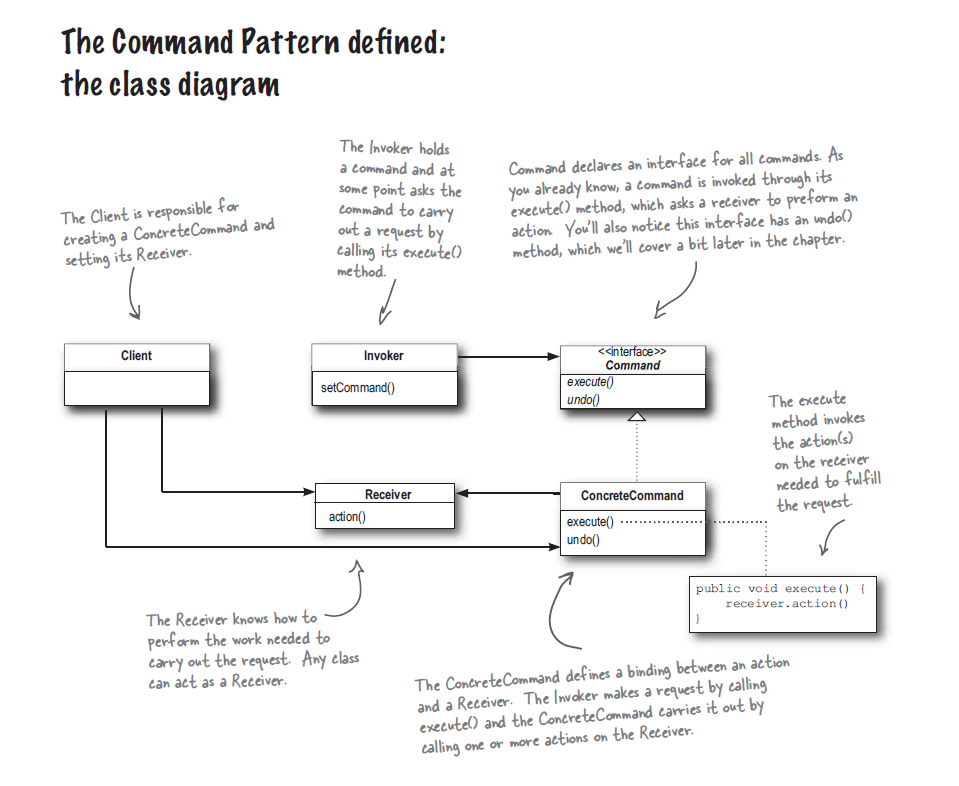 The Command Pattern defined:
the class diagram
The Client is responsible for
creating a ConcreteCommand and
setting its Receiver.
The Invoker holds
a command and at
some point asks the
command to carry
out a request by
calling its execute()
method.
Command declares an interface for all commands. As
you already know, a command is invoked through its
execute() method, which asks a receiver to preform an
action. You'll also notice this interface has an undo()
method, which we'll cover a bit later in the chapter.
Client
Invoker
setCommand()
<<interface>>
Command
execute()
undo()
The execute
method invokes
the action(s)
on the receiver
needed to fulfill
the request.
Receiver
action()
ConcreteCommand
execute()
undo()
public void execute() {
receiver.action()
}
The Receiver knows how to
perform the work needed to
carry out the request. Any class
can act as a Receiver.
The ConcreteCommand defines a binding between an action
and a Receiver. The Invoker makes a request by calling
execute() and the ConcreteCommand carries it out by
calling one or more actions on the Receiver.